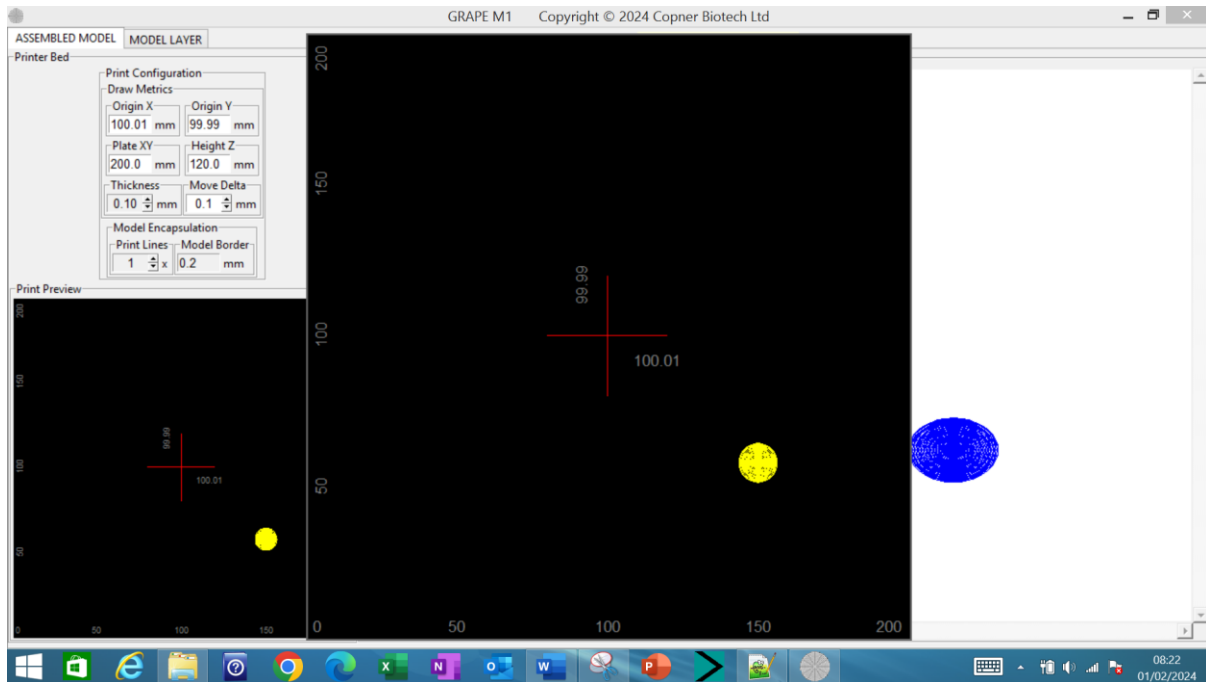 GRAPE M1 Copyright © 2024 Copner Biotech Ltd
ASSEMBLED MODEL MODEL LAYER
Printer Bed
Print Configuration
Draw Metrics
Origin X Origin Y
100.01 mm 99.99 mm
Plate XY Height Z
200.0 mm 120.0 mm
Thickness Move Delta
0.10 mm 0.1 mm
Model Encapsulation
Print Lines Model Border
1 x 0.2 mm
Print Preview
200
150
99.99
100
100.01
50
0 50 100 150
200
150
99.99
100
100.01
50
0 50 100 150 200
08:22
01/02/2024